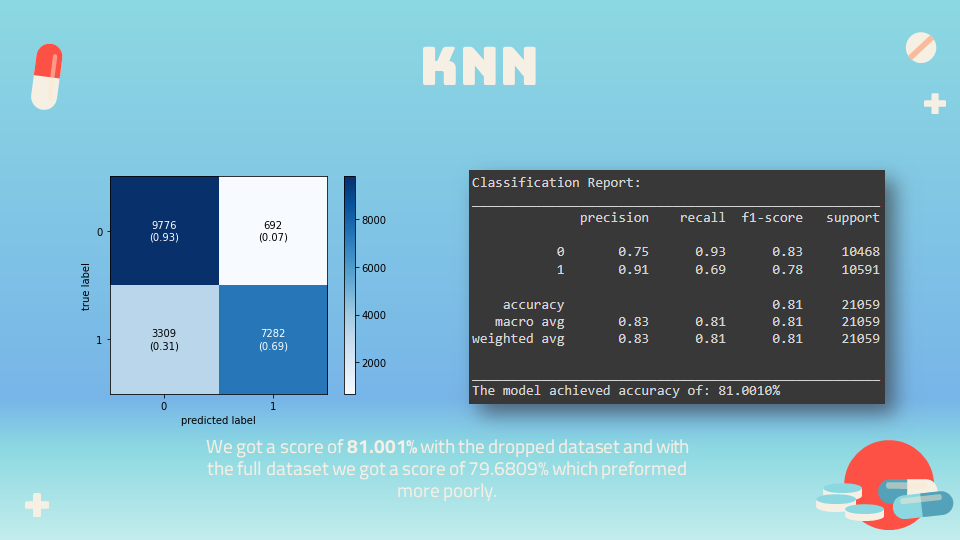 KNN
9776
(0.93)
692
(0.07)
3309
(0.31)
7282
(0.69)
0
1
true label
0
1
predicted label
8000
6000
4000
2000
Classification Report:
precision recall f1-score support
0 0.75 0.93 0.83 10468
1 0.91 0.69 0.78 10591
accuracy 0.81 21059
macro avg 0.83 0.81 0.81 21059
weighted avg 0.83 0.81 0.81 21059
The model achieved accuracy of: 81.0010%
We got a score of 81.001% with the dropped dataset and with
the full dataset we got a score of 79.6809% which preformed
more poorly.